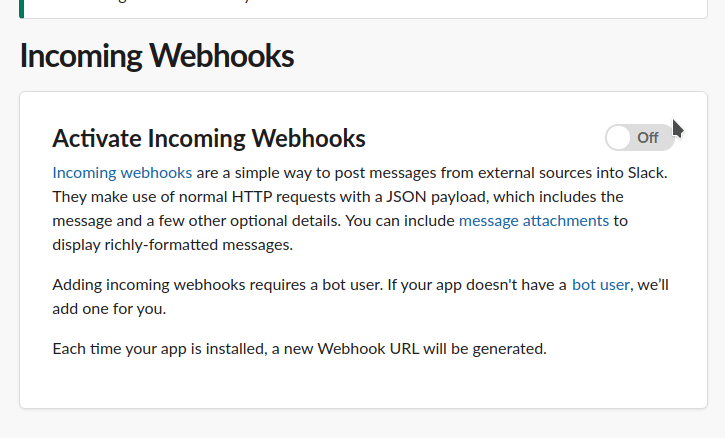 Incoming Webhooks
Activate Incoming Webhooks
Off
Incoming webhooks are a simple way to post messages from external sources into Slack.
They make use of normal HTTP requests with a JSON payload, which includes the
message and a few other optional details. You can include message attachments to
display richly-formatted messages.
Adding incoming webhooks requires a bot user. If your app doesn't have a bot user, we’ll
add one for you.
Each time your app is installed, a new Webhook URL will be generated.